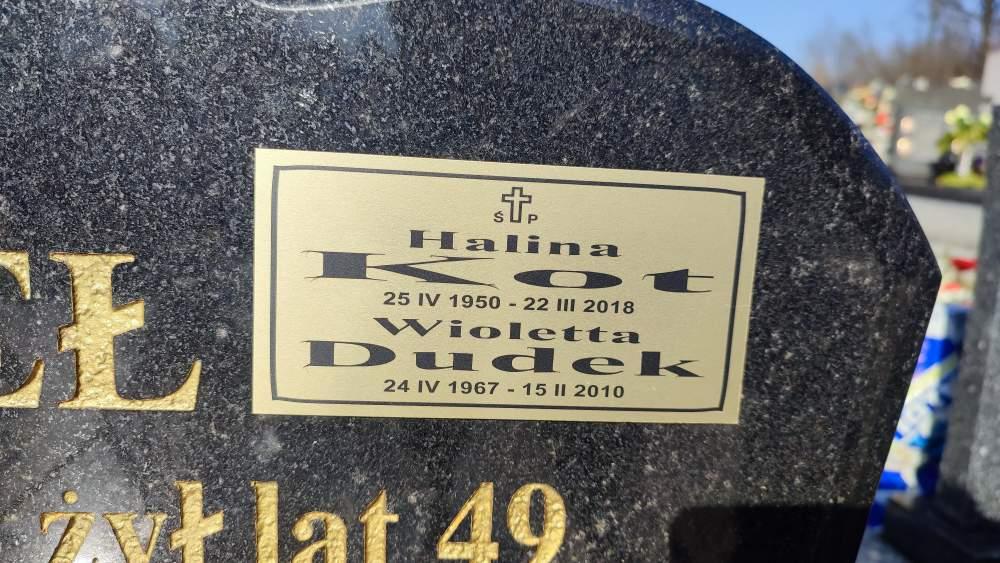 Ś P
Halina
Kot
25 IV 1950 - 22 III 2018
Wioletta
Dudek
24 IV 1967 - 15 II 2010
EŁ
żył lat 49